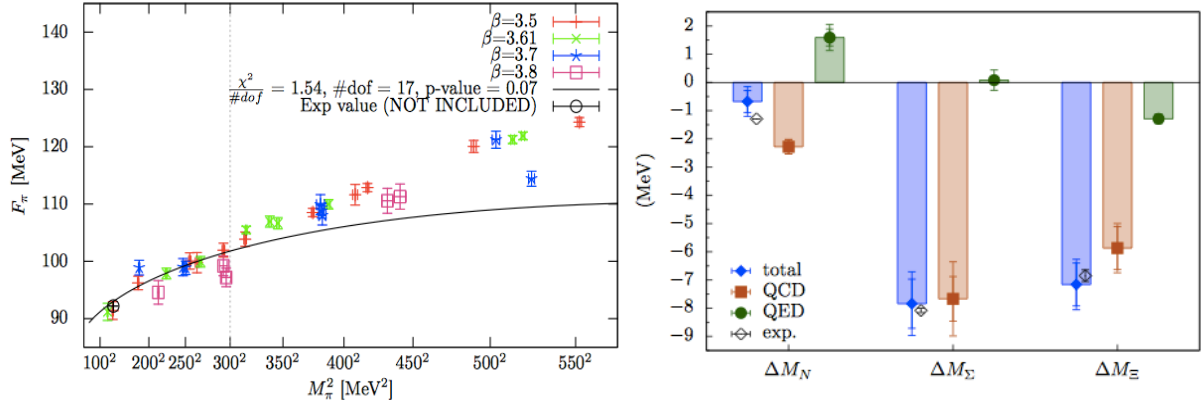 140
130
120
110
100
90
F_π [MeV]
β=3.5
β=3.61
β=3.7
β=3.8
χ²/#dof = 1.54, #dof = 17, p-value = 0.07
Exp value (NOT INCLUDED)
100² 200² 250² 300² 350² 400² 450² 500² 550²
M_π² [MeV²]
2
1
0
−1
−2
−3
−4
−5
−6
−7
−8
−9
(MeV)
total
QCD
QED
exp.
ΔM_N ΔM_Σ ΔM_Ξ